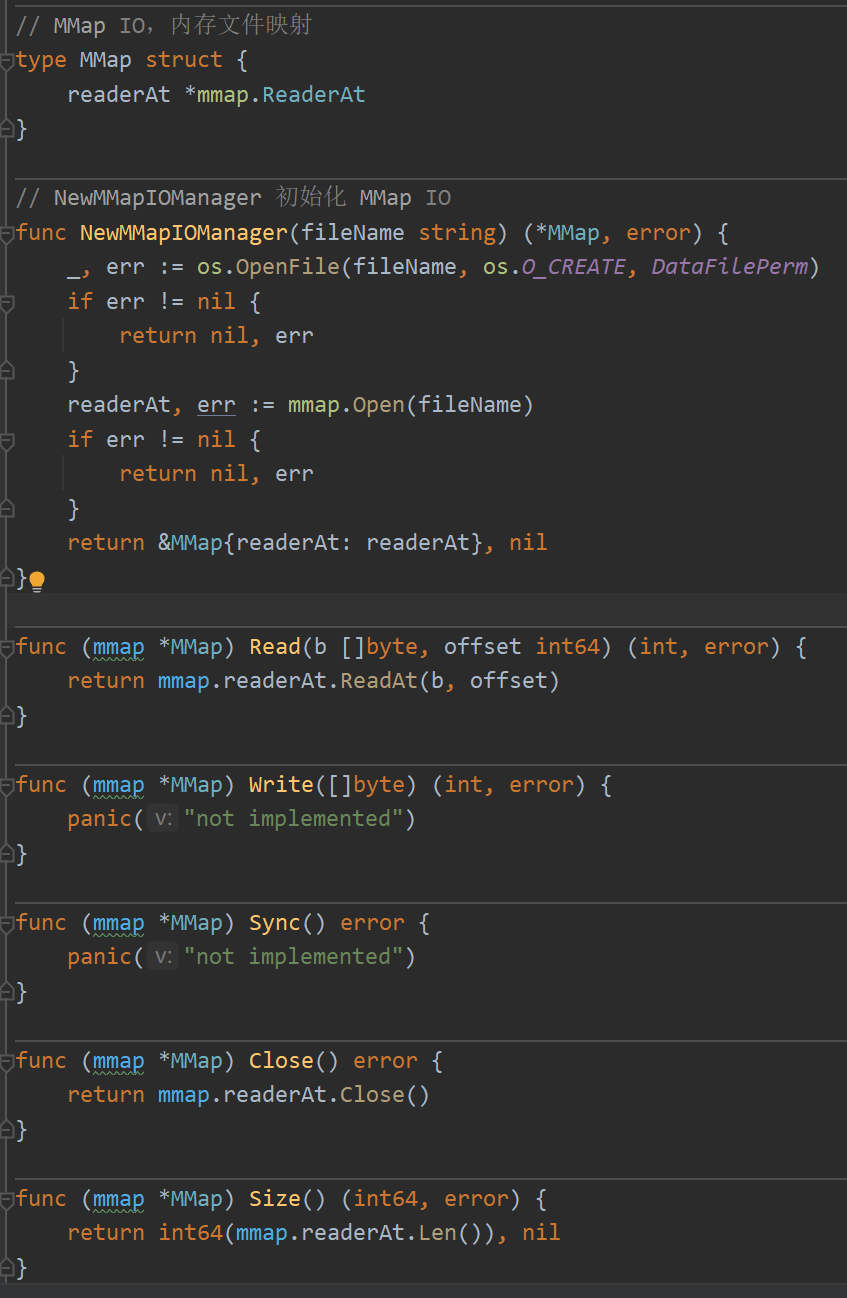 // MMap IO，内存文件映射
type MMap struct {
    readerAt *mmap.ReaderAt
}
// NewMMapIOManager 初始化 MMap IO
func NewMMapIOManager(fileName string) (*MMap, error) {
    _, err := os.OpenFile(fileName, os.O_CREATE, DataFilePerm)
    if err != nil {
        return nil, err
    }
    readerAt, err := mmap.Open(fileName)
    if err != nil {
        return nil, err
    }
    return &MMap{readerAt: readerAt}, nil
}
func (mmap *MMap) Read(b []byte, offset int64) (int, error) {
    return mmap.readerAt.ReadAt(b, offset)
}
func (mmap *MMap) Write([]byte) (int, error) {
    panic( v: "not implemented")
}
func (mmap *MMap) Sync() error {
    panic( v: "not implemented")
}
func (mmap *MMap) Close() error {
    return mmap.readerAt.Close()
}
func (mmap *MMap) Size() (int64, error) {
    return int64(mmap.readerAt.Len()), nil
}